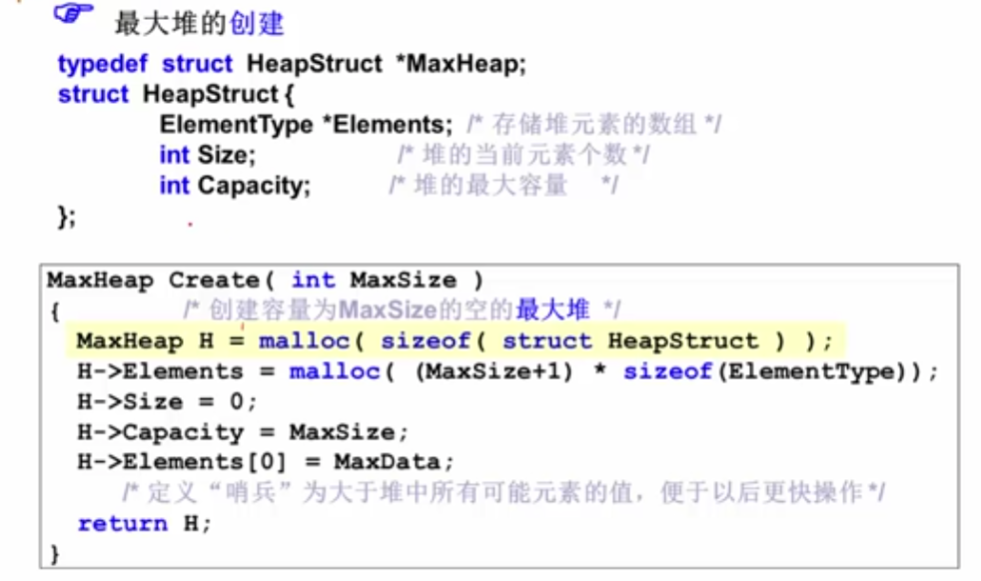 最大堆的创建
typedef struct HeapStruct *MaxHeap;
struct HeapStruct {
ElementType *Elements; /* 存储堆元素的数组 */
int Size; /* 堆的当前元素个数 */
int Capacity; /* 堆的最大容量 */
};
MaxHeap Create( int MaxSize )
{ /* 创建容量为MaxSize的空的最大堆 */
MaxHeap H = malloc( sizeof( struct HeapStruct ) );
H->Elements = malloc( (MaxSize+1) * sizeof(ElementType));
H->Size = 0;
H->Capacity = MaxSize;
H->Elements[0] = MaxData;
/* 定义“哨兵”为大于堆中所有可能元素的值，便于以后更快操作 */
return H;
}